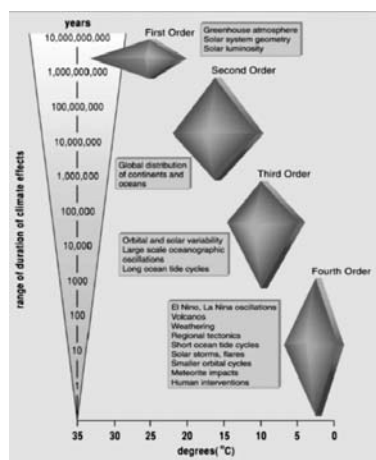 years
10,000,000,000
1,000,000,000
100,000,000
10,000,000
1,000,000
100,000
10,000
1000
100
10
1
range of duration of climate effects
First Order
Greenhouse atmosphere
Solar system geometry
Solar luminosity
Second Order
Global distribution
of continents and
oceans
Third Order
Orbital and solar variability
Large scale oceanographic
oscillations
Long ocean tide cycles
Fourth Order
El Nino, La Nina oscillations
Volcanos
Weathering
Regional tectonics
Short ocean tide cycles
Solar storms, flares
Smaller orbital cycles
Meteorite impacts
Human interventions
35 30 25 20 15 10 5 0
degrees(°C)